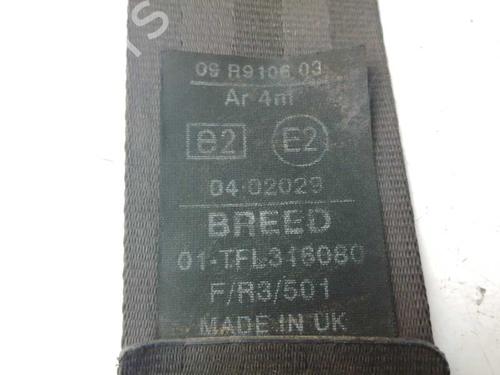 09 R9106 03
Ar 4m
e2 E2
04-02029
BREED
01-TFL316080
F/R3/501
MADE IN UK